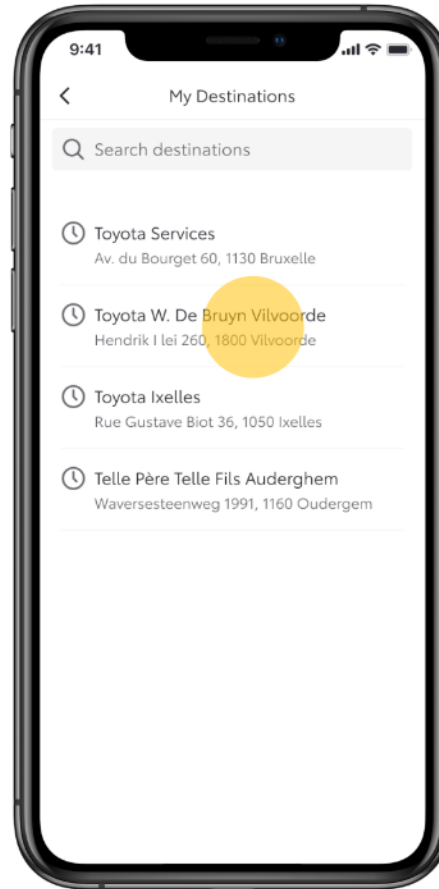 9:41
My Destinations
Search destinations
Toyota Services
Av. du Bourget 60, 1130 Bruxelle
Toyota W. De Bruyn Vilvoorde
Hendrik I lei 260, 1800 Vilvoorde
Toyota Ixelles
Rue Gustave Biot 36, 1050 Ixelles
Telle Père Telle Fils Auderghem
Waversesteenweg 1991, 1160 Oudergem